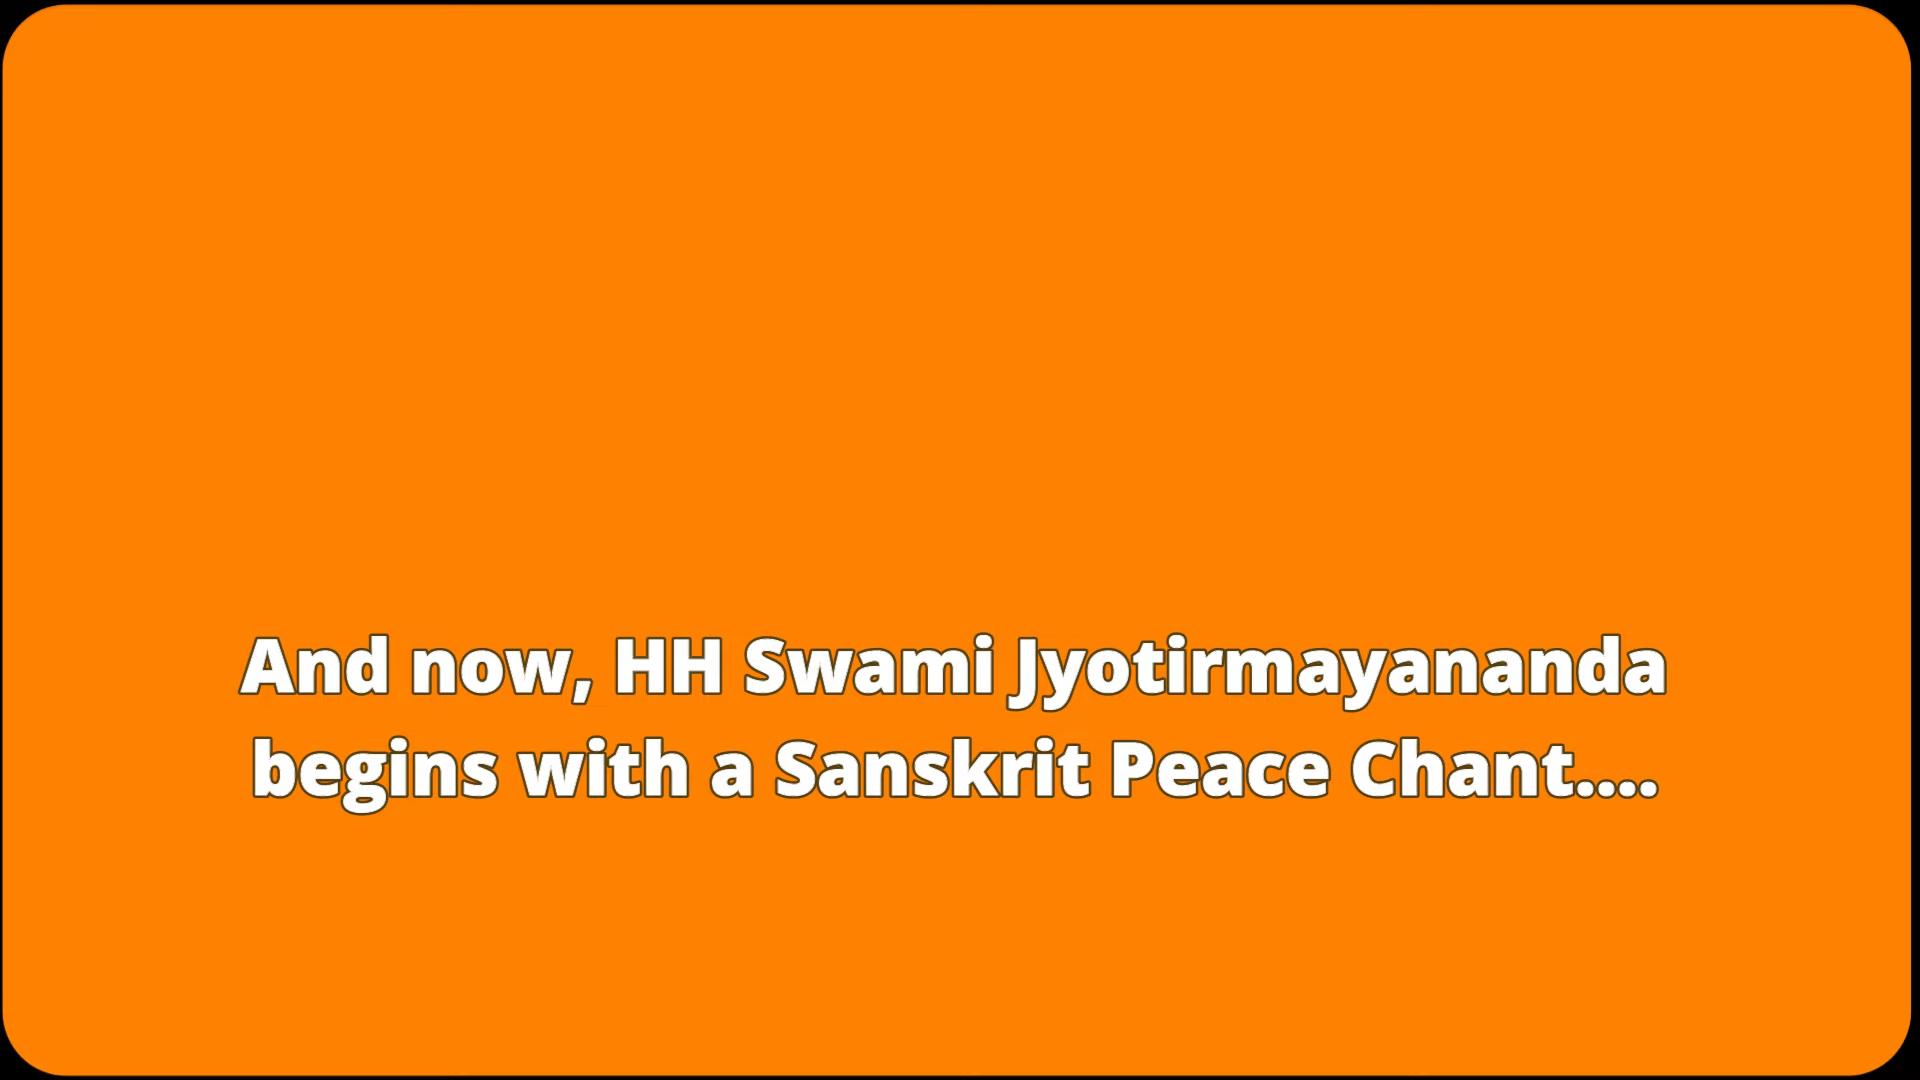 And now, HH Swami Jyotirmayananda
begins with a Sanskrit Peace Chant....